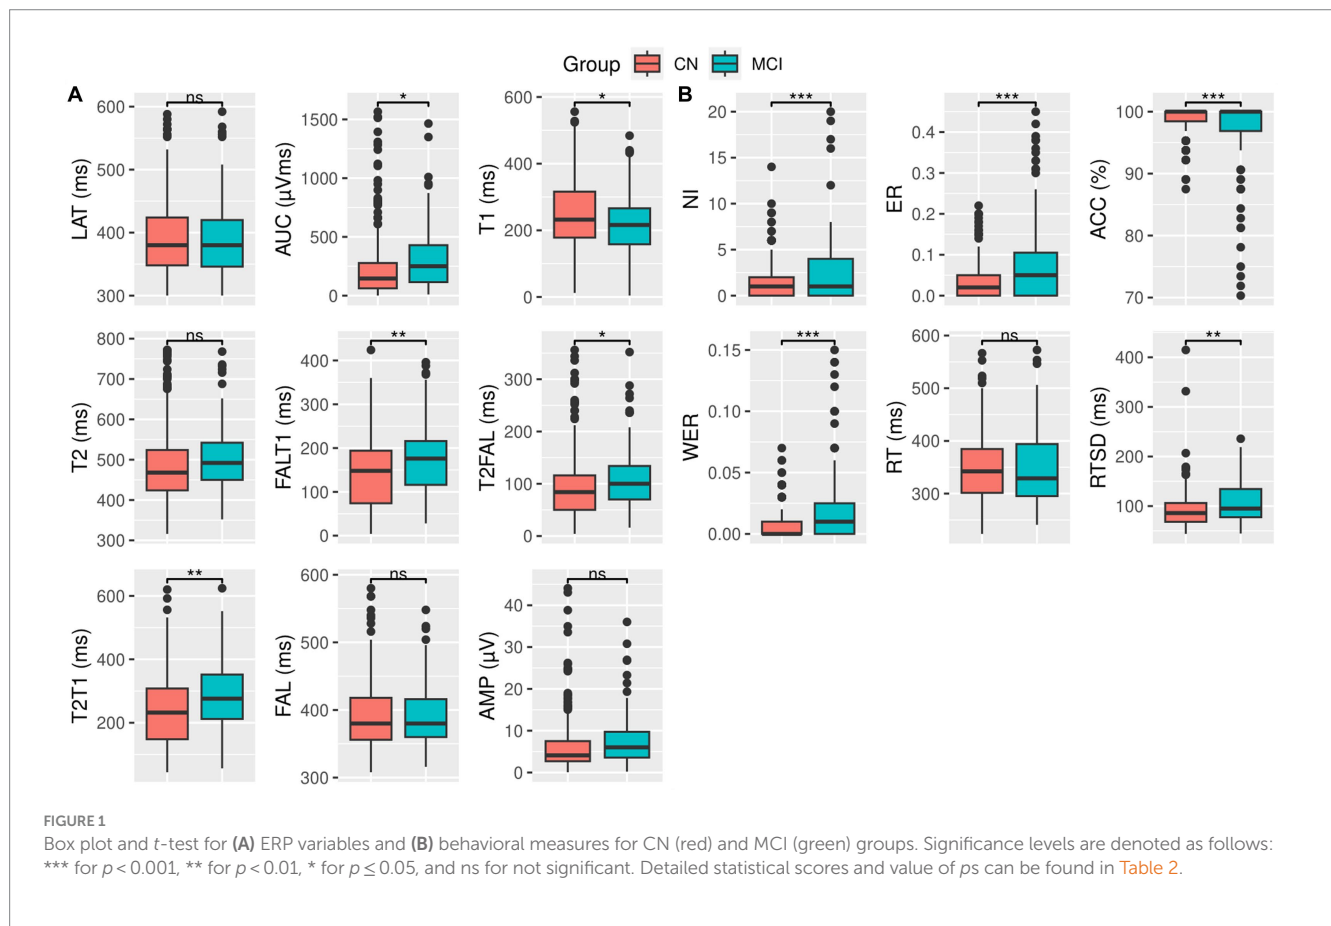 Group CN MCI
A
B
ns
LAT (ms)
600
500
400
300
*
AUC (µVms)
1500
1000
500
0
*
T1 (ms)
600
400
200
0
***
NI
20
15
10
5
0
***
ER
0.4
0.3
0.2
0.1
0.0
***
ACC (%)
100
90
80
70
ns
T2 (ms)
800
700
600
500
400
300
**
FALT1 (ms)
400
300
200
100
0
*
T2FAL (ms)
300
200
100
0
***
WER
0.15
0.10
0.05
0.00
ns
RT (ms)
600
500
400
300
**
RTSD (ms)
400
300
200
100
**
T2T1 (ms)
600
400
200
ns
FAL (ms)
600
500
400
300
ns
AMP (µV)
40
30
20
10
0
FIGURE 1
Box plot and t-test for (A) ERP variables and (B) behavioral measures for CN (red) and MCI (green) groups. Significance levels are denoted as follows:
*** for p < 0.001, ** for p < 0.01, * for p ≤ 0.05, and ns for not significant. Detailed statistical scores and value of ps can be found in Table 2.